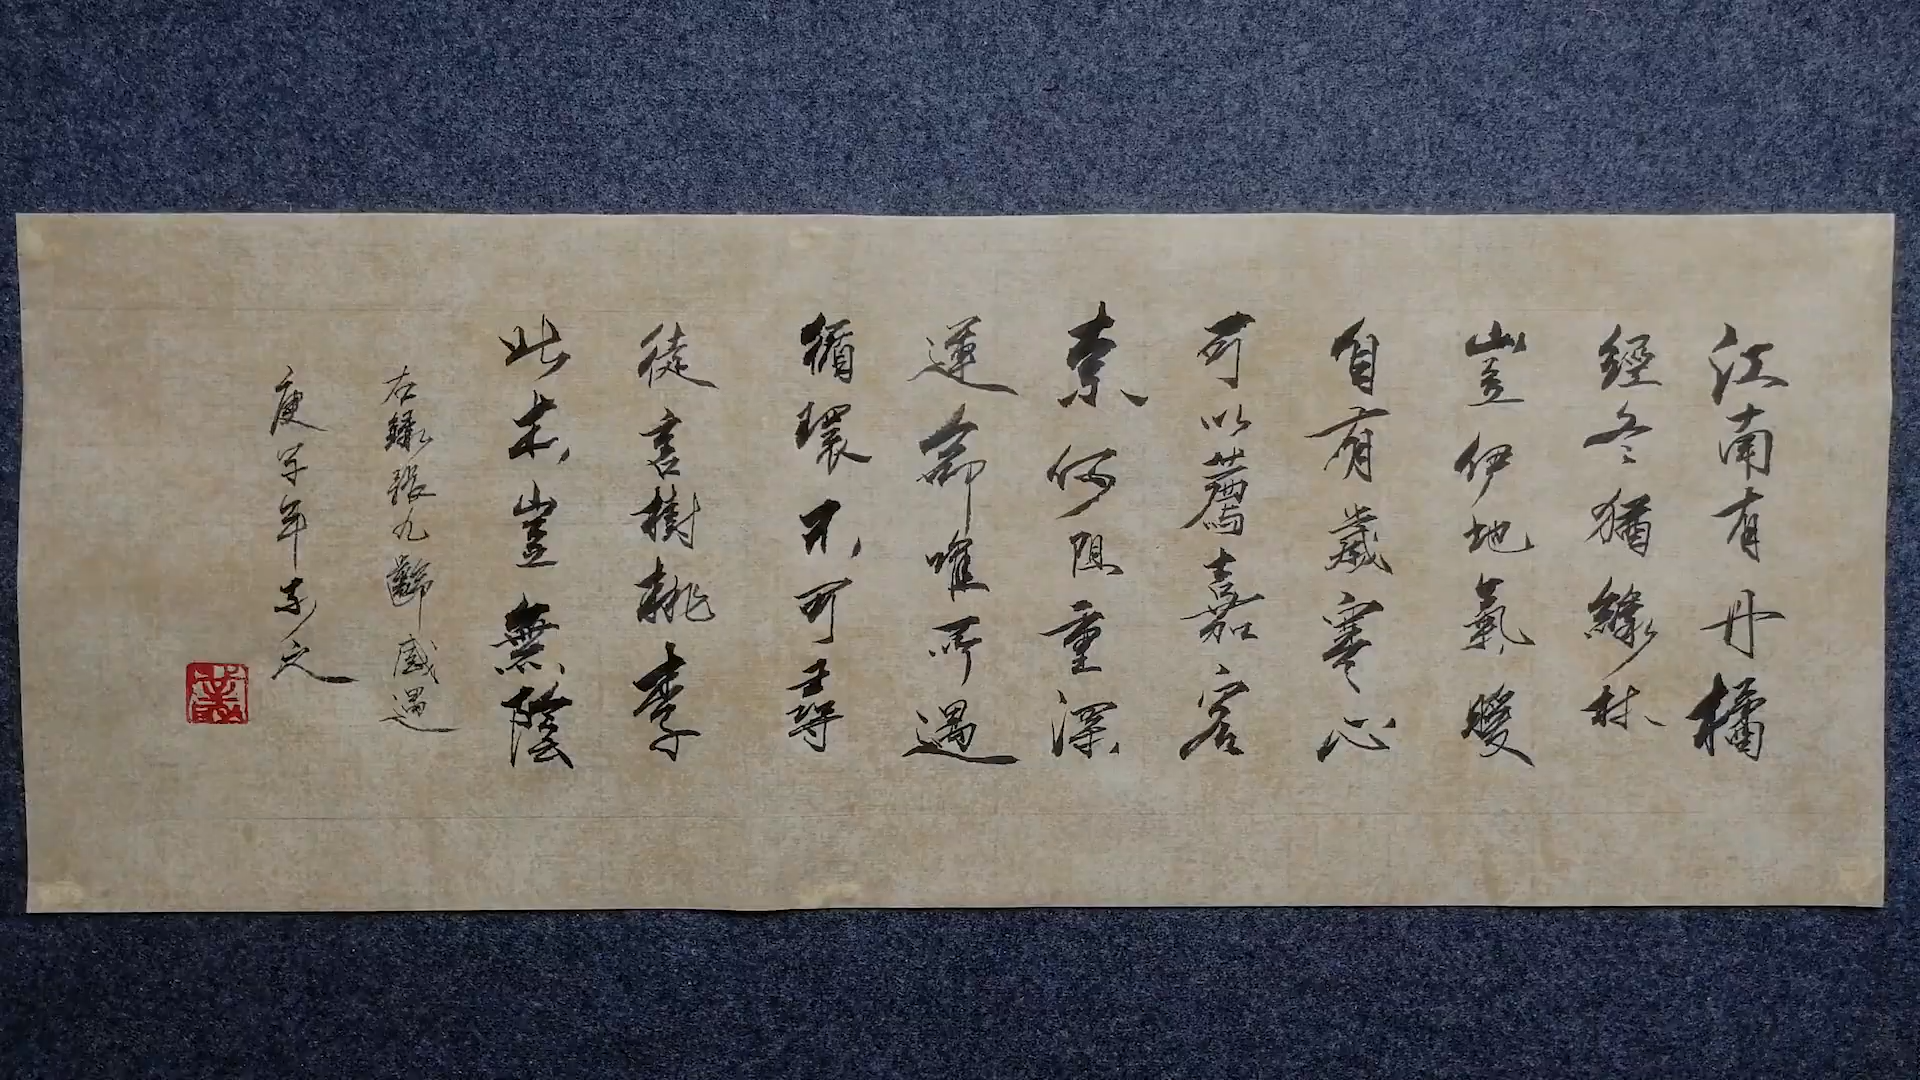 江南有丹橘
經冬猶綠林
豈伊地氣暖
自有歲寒心
可以薦嘉客
奈何阻重深
運命唯所遇
循環不可尋
徒言樹桃李
此木豈無陰
右錄張九齡感遇
庚子年